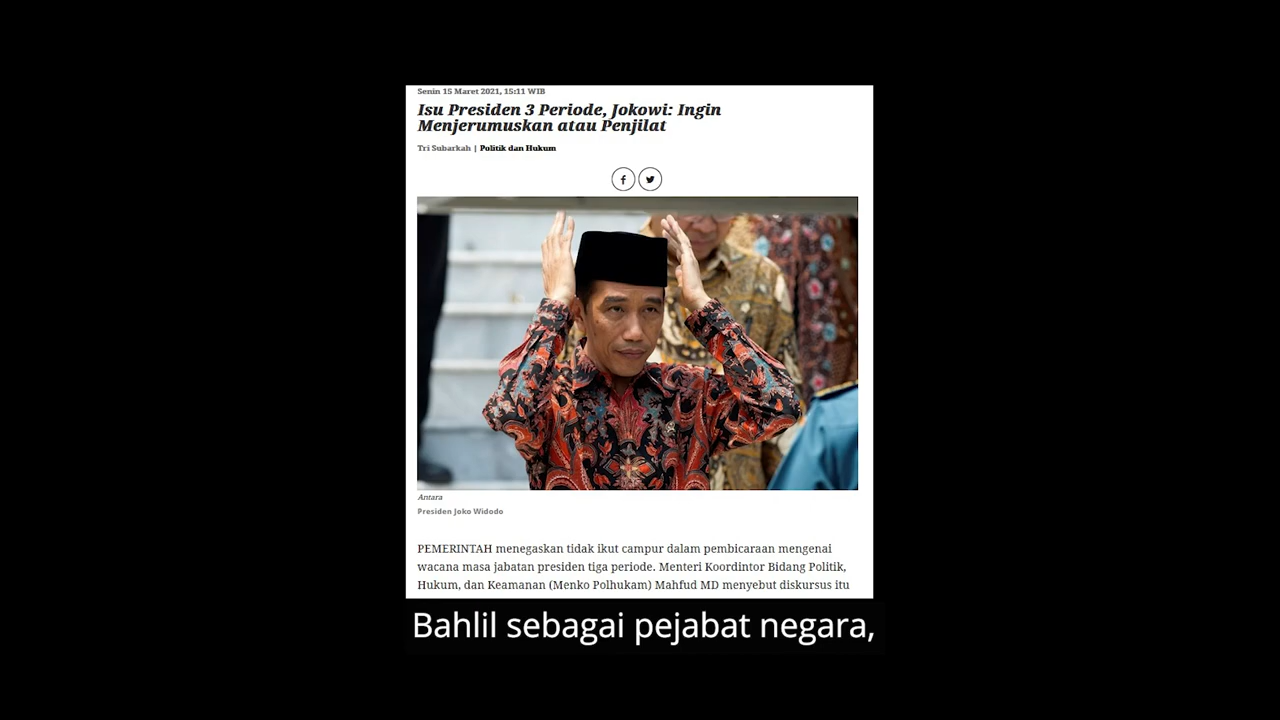 Senin 15 Maret 2021, 15:11 WIB
Isu Presiden 3 Periode, Jokowi: Ingin
Menjerumuskan atau Penjilat
Tri Subarkah | Politik dan Hukum
Antara
Presiden Joko Widodo
PEMERINTAH menegaskan tidak ikut campur dalam pembicaraan mengenai
wacana masa jabatan presiden tiga periode. Menteri Koordintor Bidang Politik,
Hukum, dan Keamanan (Menko Polhukam) Mahfud MD menyebut diskursus itu
Bahlil sebagai pejabat negara,